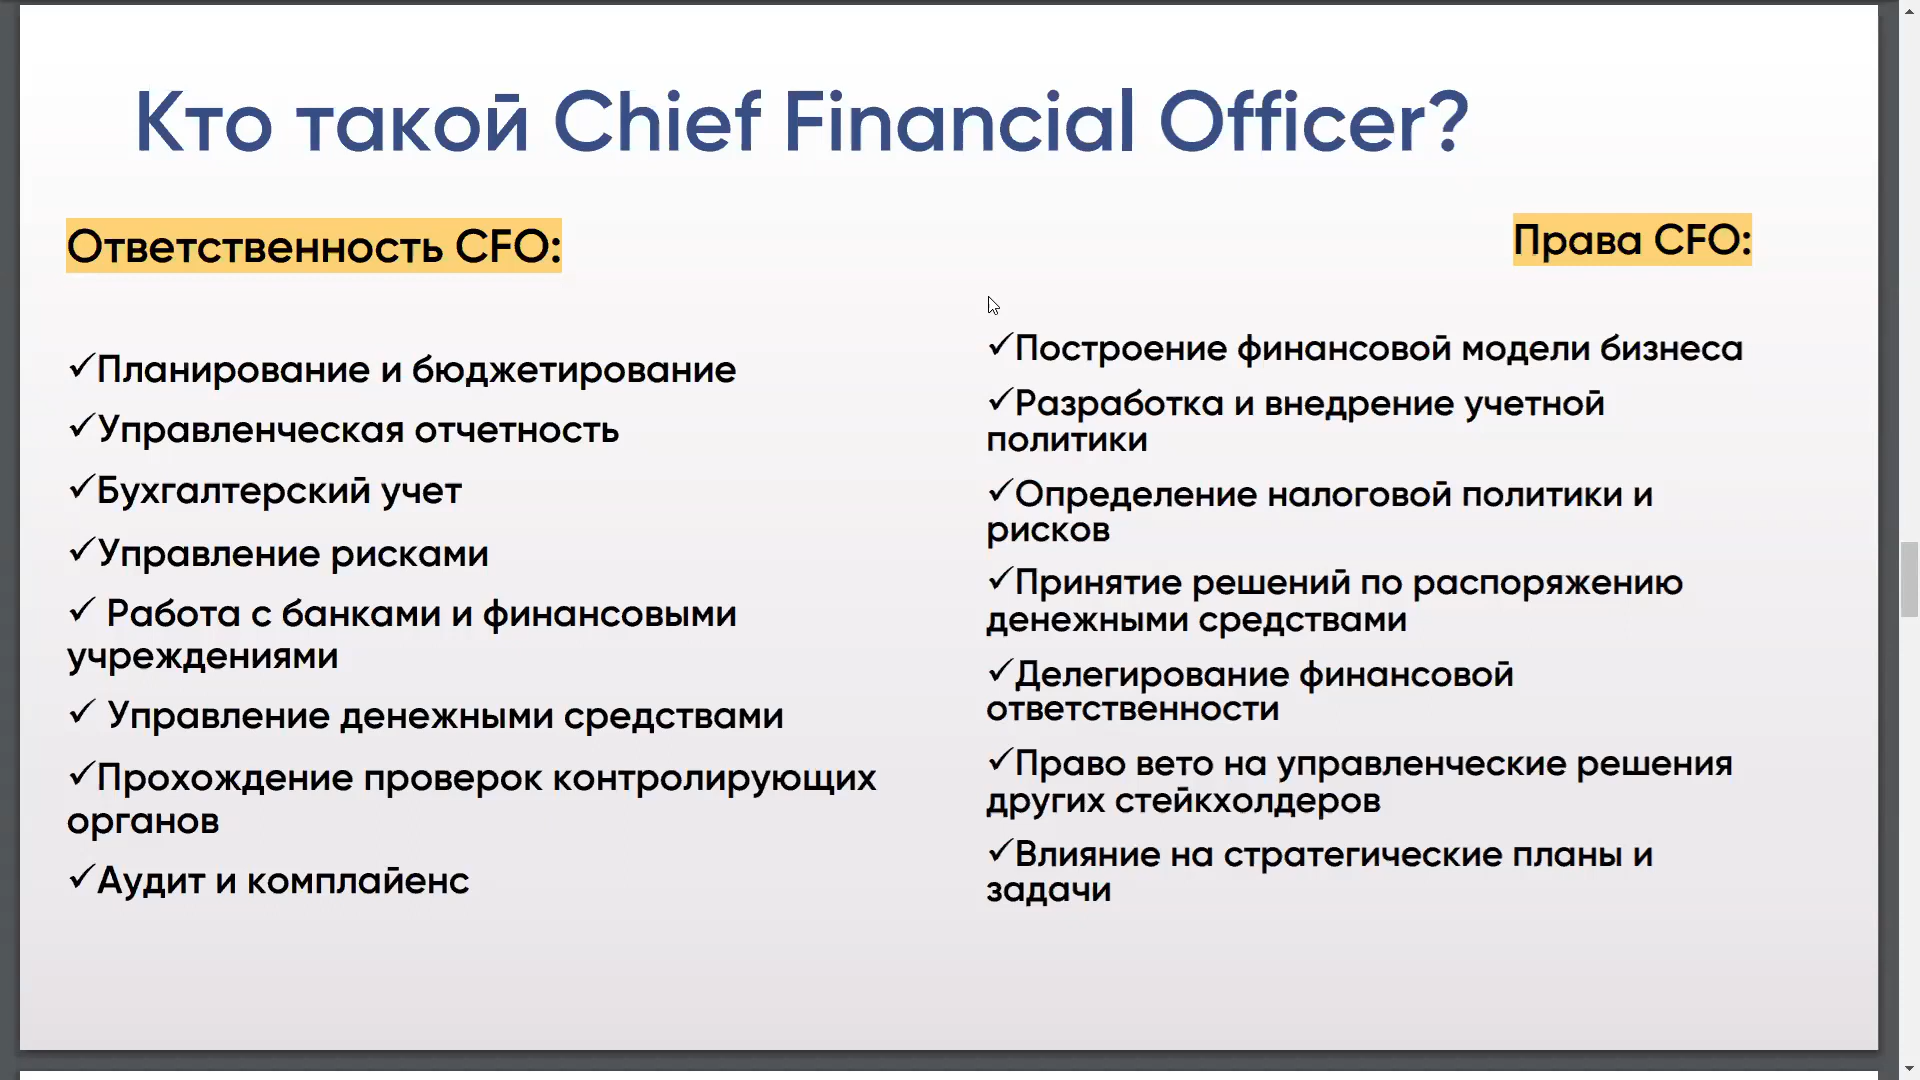 Кто такой Chief Financial Officer?
Ответственность CFO:
✓Планирование и бюджетирование
✓Управленческая отчетность
✓Бухгалтерский учет
✓Управление рисками
✓ Работа с банками и финансовыми
учреждениями
✓ Управление денежными средствами
✓Прохождение проверок контролирующих
органов
✓Аудит и комплайенс
Права CFO:
✓Построение финансовой модели бизнеса
✓Разработка и внедрение учетной
политики
✓Определение налоговой политики и
рисков
✓Принятие решений по распоряжению
денежными средствами
✓Делегирование финансовой
ответственности
✓Право вето на управленческие решения
других стейкхолдеров
✓Влияние на стратегические планы и
задачи